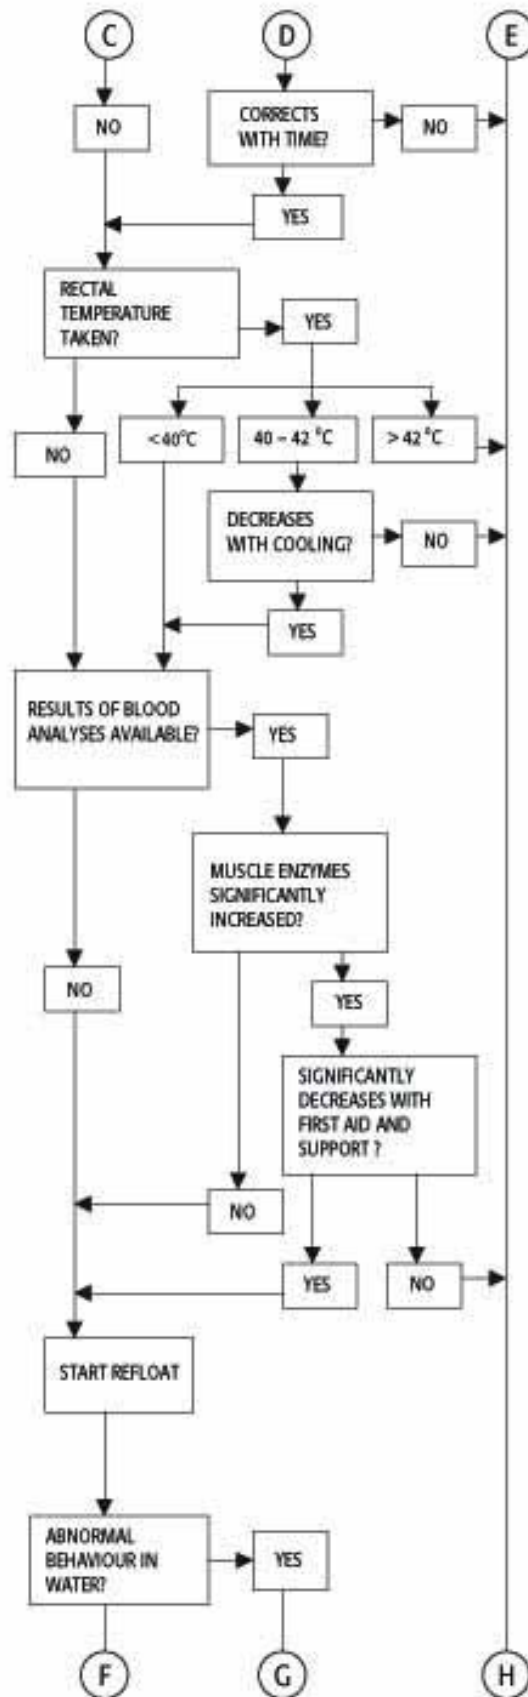 C
D
E
NO
CORRECTS
WITH TIME?
NO
YES
RECTAL
TEMPERATURE
TAKEN?
YES
NO
<40°C
40 – 42 °C
> 42 °C
DECREASES
WITH COOLING?
NO
YES
RESULTS OF BLOOD
ANALYSES AVAILABLE?
YES
MUSCLE ENZYMES
SIGNIFICANTLY
INCREASED?
NO
YES
SIGNIFICANTLY
DECREASES WITH
FIRST AID AND
SUPPORT ?
NO
YES
NO
START REFLOAT
ABNORMAL
BEHAVIOUR IN
WATER?
YES
F
G
H